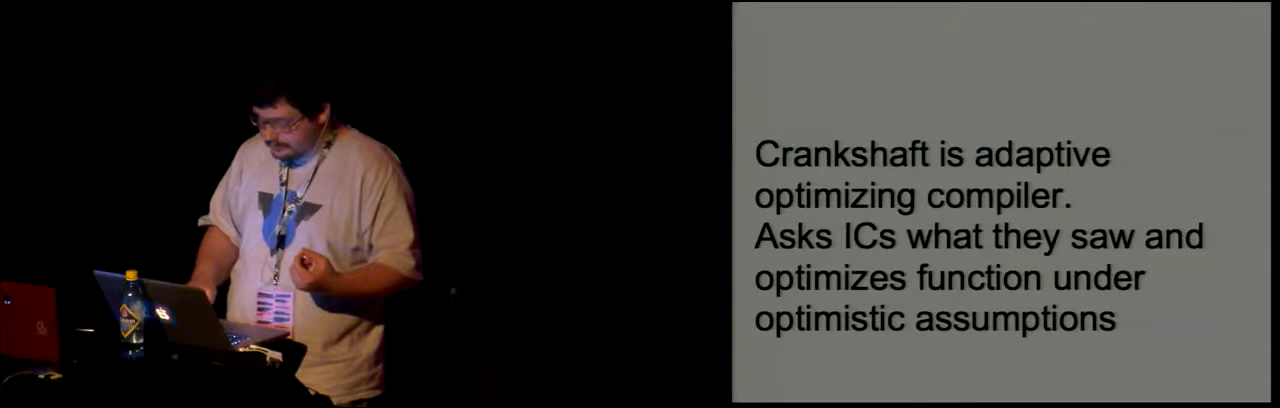 Crankshaft is adaptive
optimizing compiler.
Asks ICs what they saw and
optimizes function under
optimistic assumptions